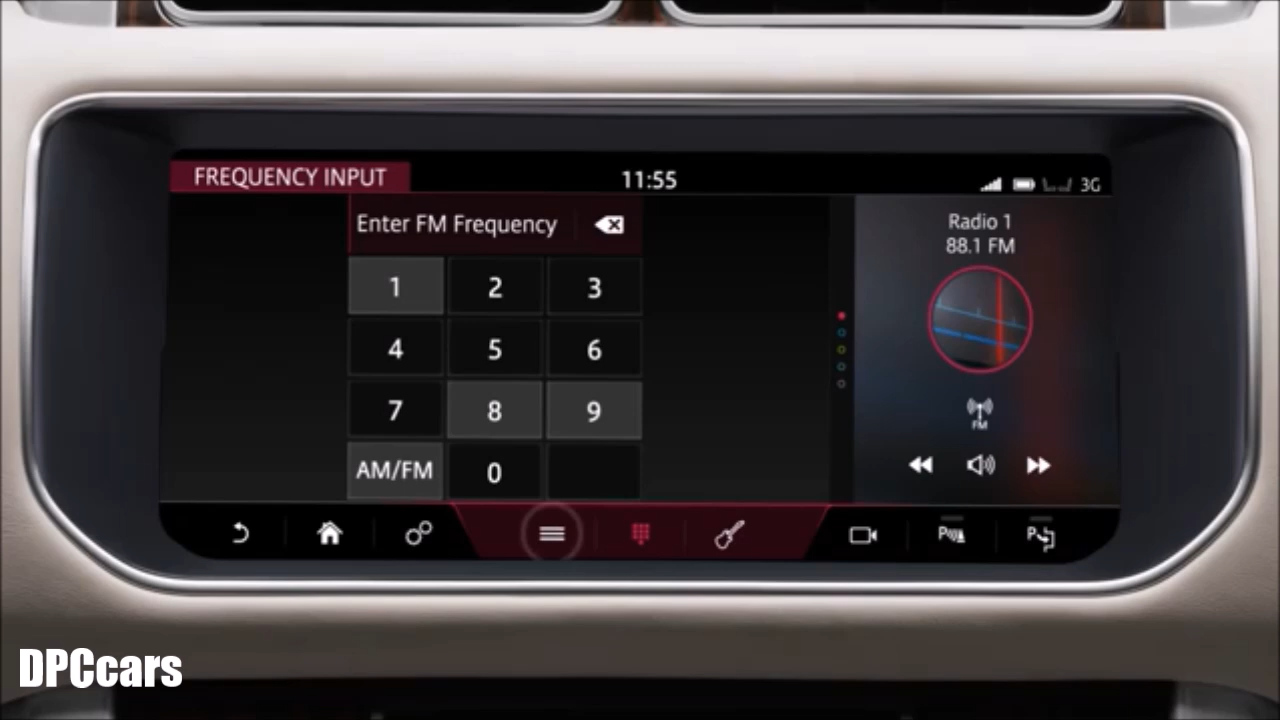 FREQUENCY INPUT
11:55
3G
Enter FM Frequency
Radio 1
88.1 FM
1 2 3
4 5 6
7 8 9
AM/FM 0
FM
DPCcars